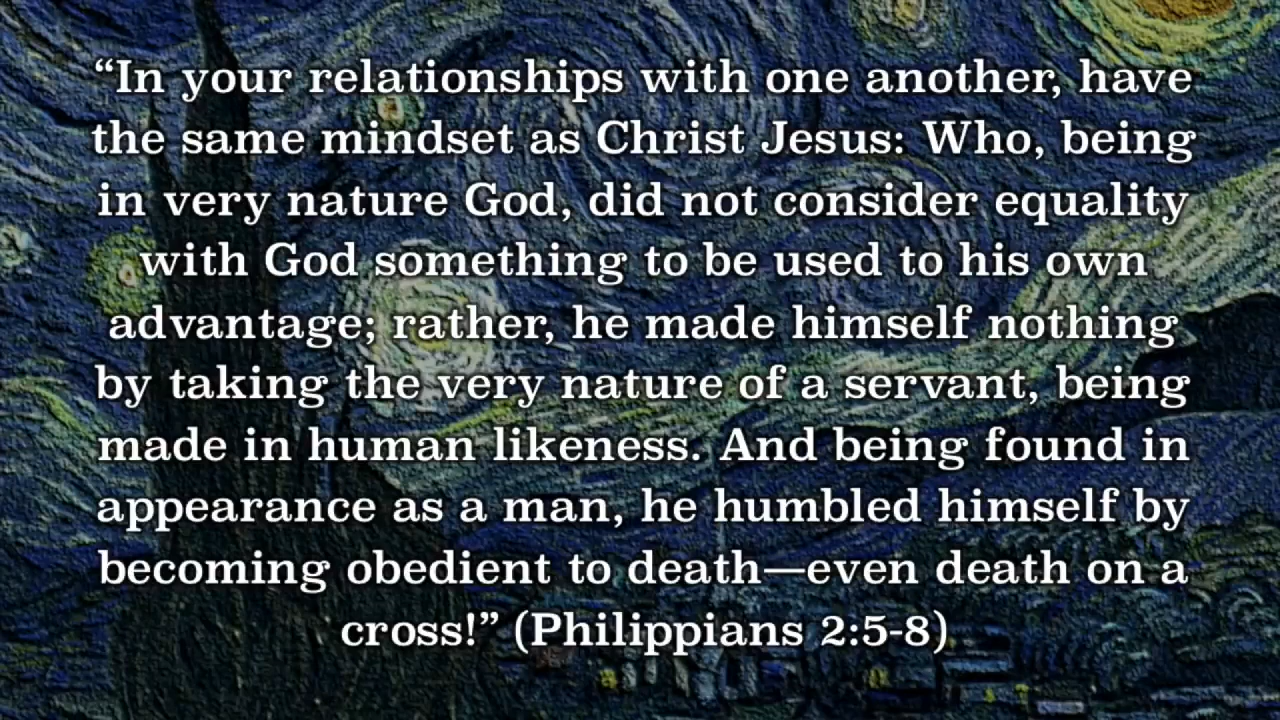 “In your relationships with one another, have
the same mindset as Christ Jesus: Who, being
in very nature God, did not consider equality
with God something to be used to his own
advantage; rather, he made himself nothing
by taking the very nature of a servant, being
made in human likeness. And being found in
appearance as a man, he humbled himself by
becoming obedient to death—even death on a
cross!” (Philippians 2:5-8)